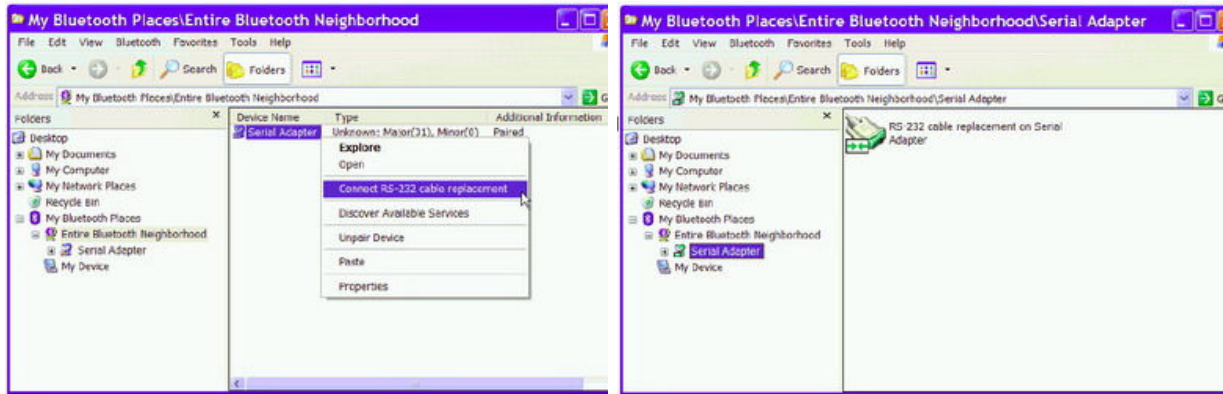 My Bluetooth Places\Entire Bluetooth Neighborhood
File Edit View Bluetooth Favorites Tools Help
Back Search Folders
Address My Bluetooth Places\Entire Bluetooth Neighborhood
Folders
Desktop
My Documents
My Computer
My Network Places
Recycle Bin
My Bluetooth Places
Entire Bluetooth Neighborhood
Serial Adapter
My Device
Device Name Type Additional Information
Serial Adapter Unknown: Major(31), Minor(0) Paired
Explore
Open
Connect RS-232 cable replacement
Discover Available Services
Unpair Device
Paste
Properties
My Bluetooth Places\Entire Bluetooth Neighborhood\Serial Adapter
File Edit View Bluetooth Favorites Tools Help
Back Search Folders
Address My Bluetooth Places\Entire Bluetooth Neighborhood\Serial Adapter
Folders
Desktop
My Documents
My Computer
My Network Places
Recycle Bin
My Bluetooth Places
Entire Bluetooth Neighborhood
Serial Adapter
My Device
RS-232 cable replacement on Serial
Adapter